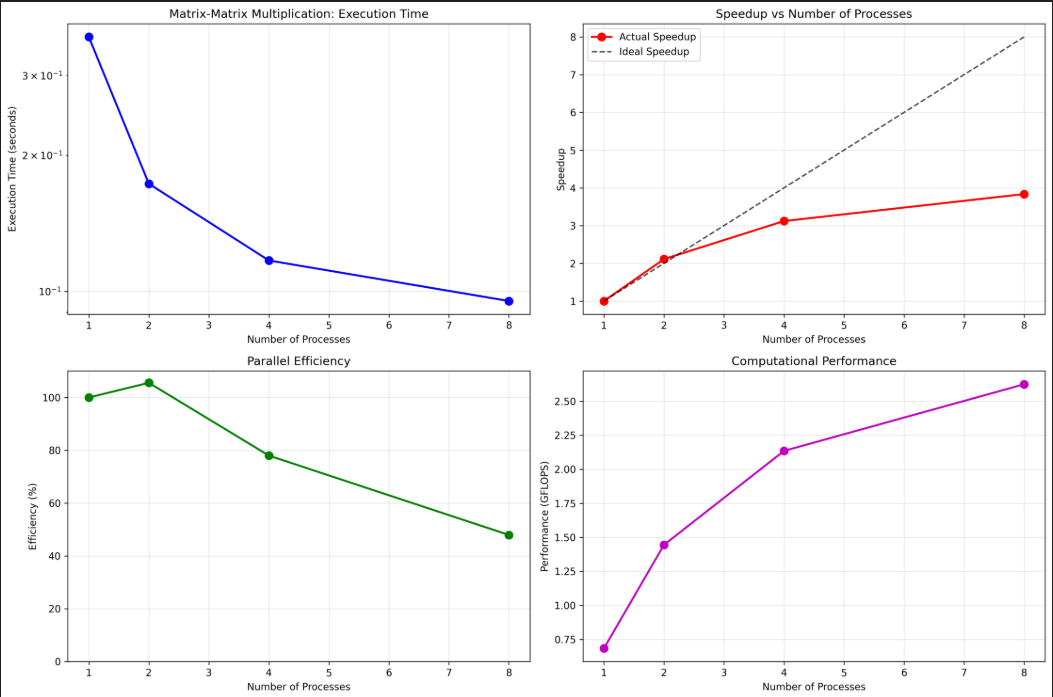 Matrix-Matrix Multiplication: Execution Time
Execution Time (seconds)
3 × 10⁻¹
2 × 10⁻¹
10⁻¹
1 2 3 4 5 6 7 8
Number of Processes
Speedup vs Number of Processes
Actual Speedup
Ideal Speedup
Speedup
8
7
6
5
4
3
2
1
1 2 3 4 5 6 7 8
Number of Processes
Parallel Efficiency
Efficiency (%)
100
80
60
40
20
0
1 2 3 4 5 6 7 8
Number of Processes
Computational Performance
Performance (GFLOPS)
2.50
2.25
2.00
1.75
1.50
1.25
1.00
0.75
1 2 3 4 5 6 7 8
Number of Processes